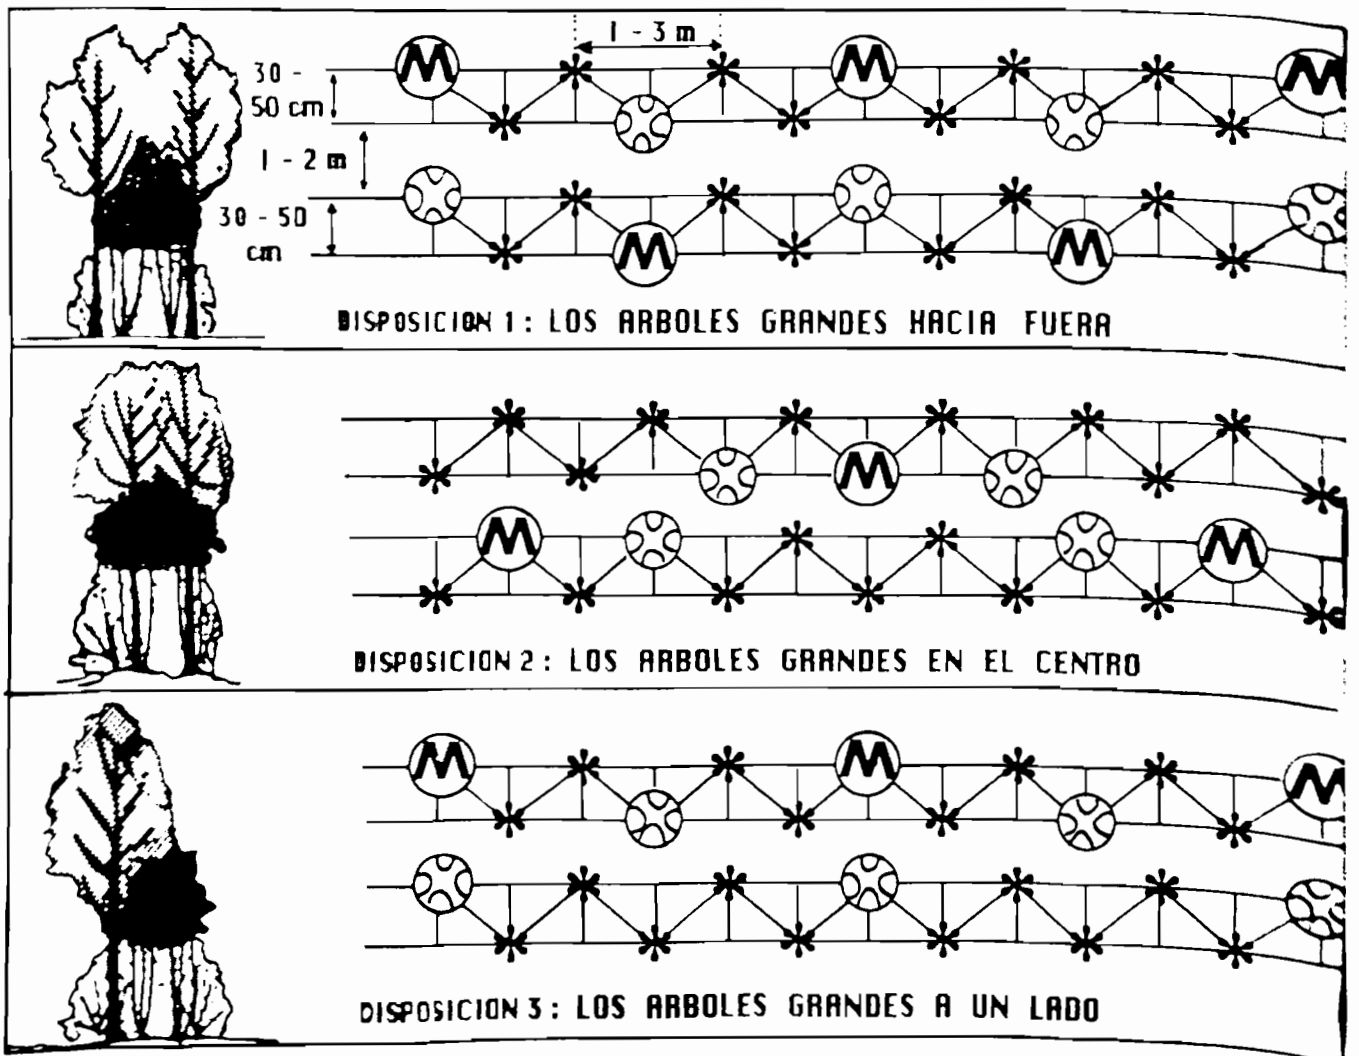 1 - 3 m
M
M
M
30 -
50 cm
1 - 2 m
30 - 50
cm
M
M
DISPOSICION 1 : LOS ARBOLES GRANDES HACIA FUERA
M
M
M
DISPOSICION 2 : LOS ARBOLES GRANDES EN EL CENTRO
M
M
M
DISPOSICION 3 : LOS ARBOLES GRANDES A UN LADO